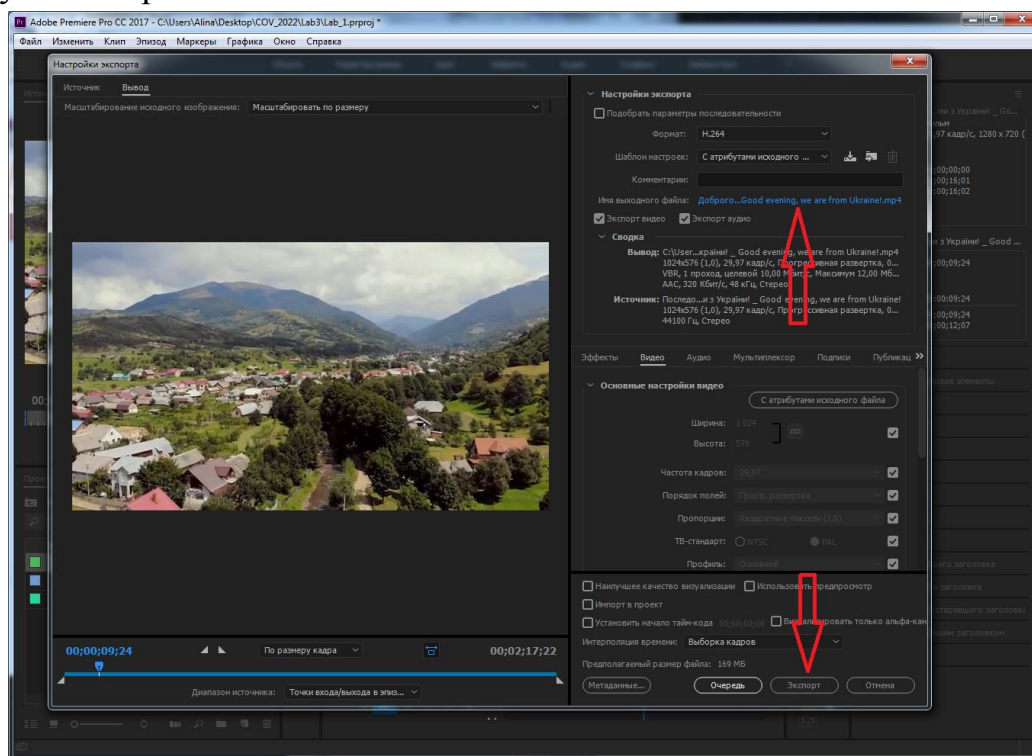 Adobe Premiere Pro CC 2017 - C:\Users\Alina\Desktop\COV_2022\Lab3\Lab_1.prproj *
Файл Изменить Клип Эпизод Маркеры Графика Окно Справка
Настройки экспорта
Источник Вывод
Масштабирование исходного изображения: Масштабировать по размеру
Настройки экспорта
Подобрать параметры последовательности
Формат: H.264
Шаблон настроек: С атрибутами исходного ...
Комментарии:
Имя выходного файла: Доброго...Good evening, we are from Ukraine!.mp4
Экспорт видео Экспорт аудио
Сводка
Вывод: C:\User...країни! _ Good evening, we are from Ukraine!.mp4
1024x576 (1,0), 29,97 кадр/с, Прогрессивная развертка, 0...
VBR, 1 проход, целевой 10,00 Мбит/с, Максимум 12,00 Мб...
AAC, 320 Кбит/с, 48 кГц, Стерео
Источник: Последо...и з України! _ Good evening, we are from Ukraine!
1024x576 (1,0), 29,97 кадр/с, Прогрессивная развертка, 0...
44100 Гц, Стерео
Эффекты Видео Аудио Мультиплексор Подписи Публикац
Основные настройки видео
С атрибутами исходного файла
Ширина: 1 024
Высота: 576
Частота кадров: 29,97
Порядок полей: Прогр. развертка
Пропорции: Квадратные пиксели (1,0)
ТВ-стандарт: NTSC PAL
Профиль: Основной
Наилучшее качество визуализации Использовать предпросмотр
Импорт в проект
Установить начало тайм-кода 00;00;00;00 Визуализировать только альфа-кан
Интерполяция времени: Выборка кадров
Предполагаемый размер файла: 169 МБ
Метаданные... Очередь Экспорт Отмена
00;00;09;24 По размеру кадра 00;02;17;22
Диапазон источника: Точки входа/выхода в эпиз...